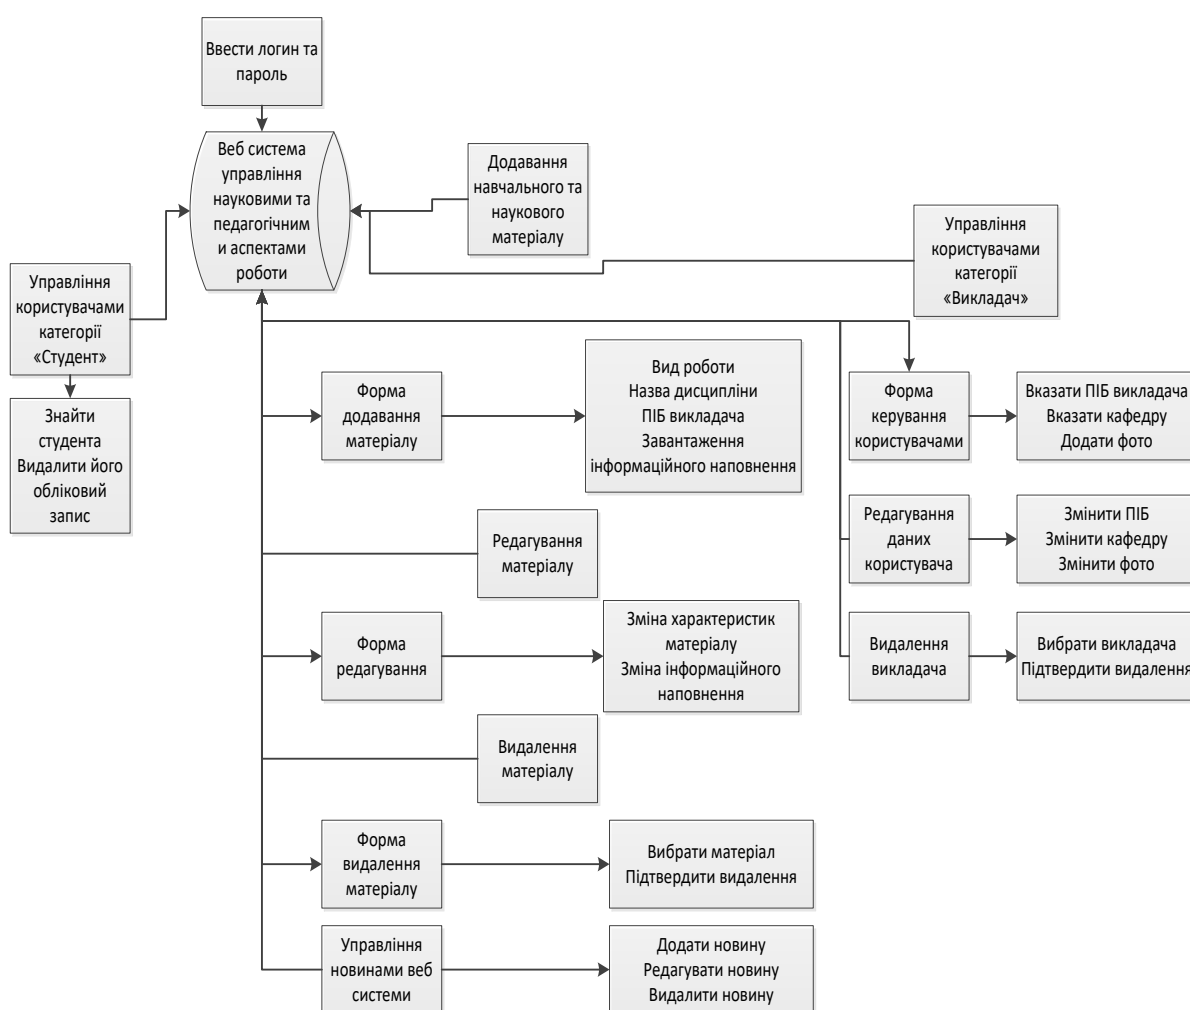 Ввести логин та
пароль
Веб система
управління
науковими та
педагогічним
и аспектами
роботи
Додавання
навчального та
наукового
матеріалу
Управління
користувачами
категорії
«Викладач»
Управління
користувачами
категорії
«Студент»
Знайти
студента
Видалити його
обліковий
запис
Форма
додавання
матеріалу
Вид роботи
Назва дисципліни
ПІБ викладача
Завантаження
інформаційного наповнення
Форма
керування
користувачами
Вказати ПІБ викладача
Вказати кафедру
Додати фото
Редагування
матеріалу
Редагування
даних
користувача
Змінити ПІБ
Змінити кафедру
Змінити фото
Форма
редагування
Зміна характеристик
матеріалу
Зміна інформаційного
наповнення
Видалення
викладача
Вибрати викладача
Підтвердити видалення
Видалення
матеріалу
Форма
видалення
матеріалу
Вибрати матеріал
Підтвердити видалення
Управління
новинами веб
системи
Додати новину
Редагувати новину
Видалити новину